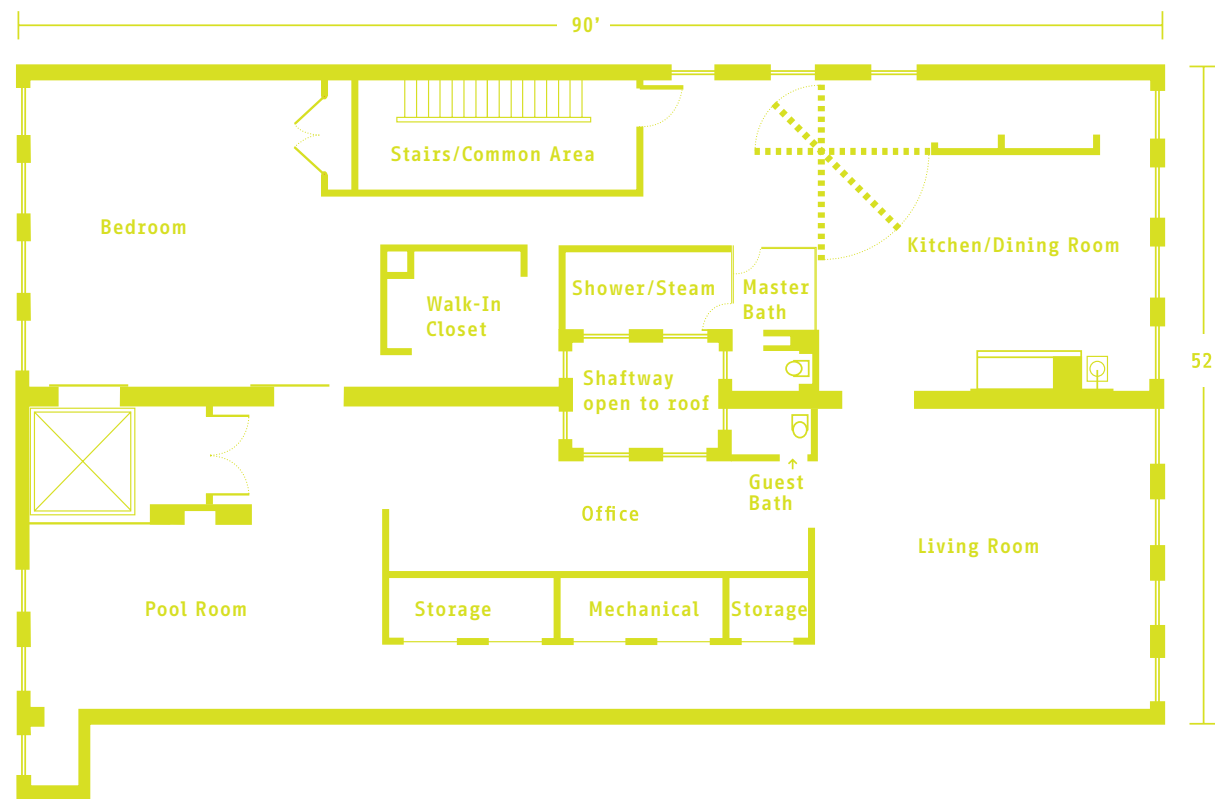 90'
Stairs/Common Area
Bedroom
Kitchen/Dining Room
Shower/Steam
Master
Bath
Walk-In
Closet
52
Shaftway
open to roof
Guest
Bath
Office
Living Room
Pool Room
Storage
Mechanical
Storage